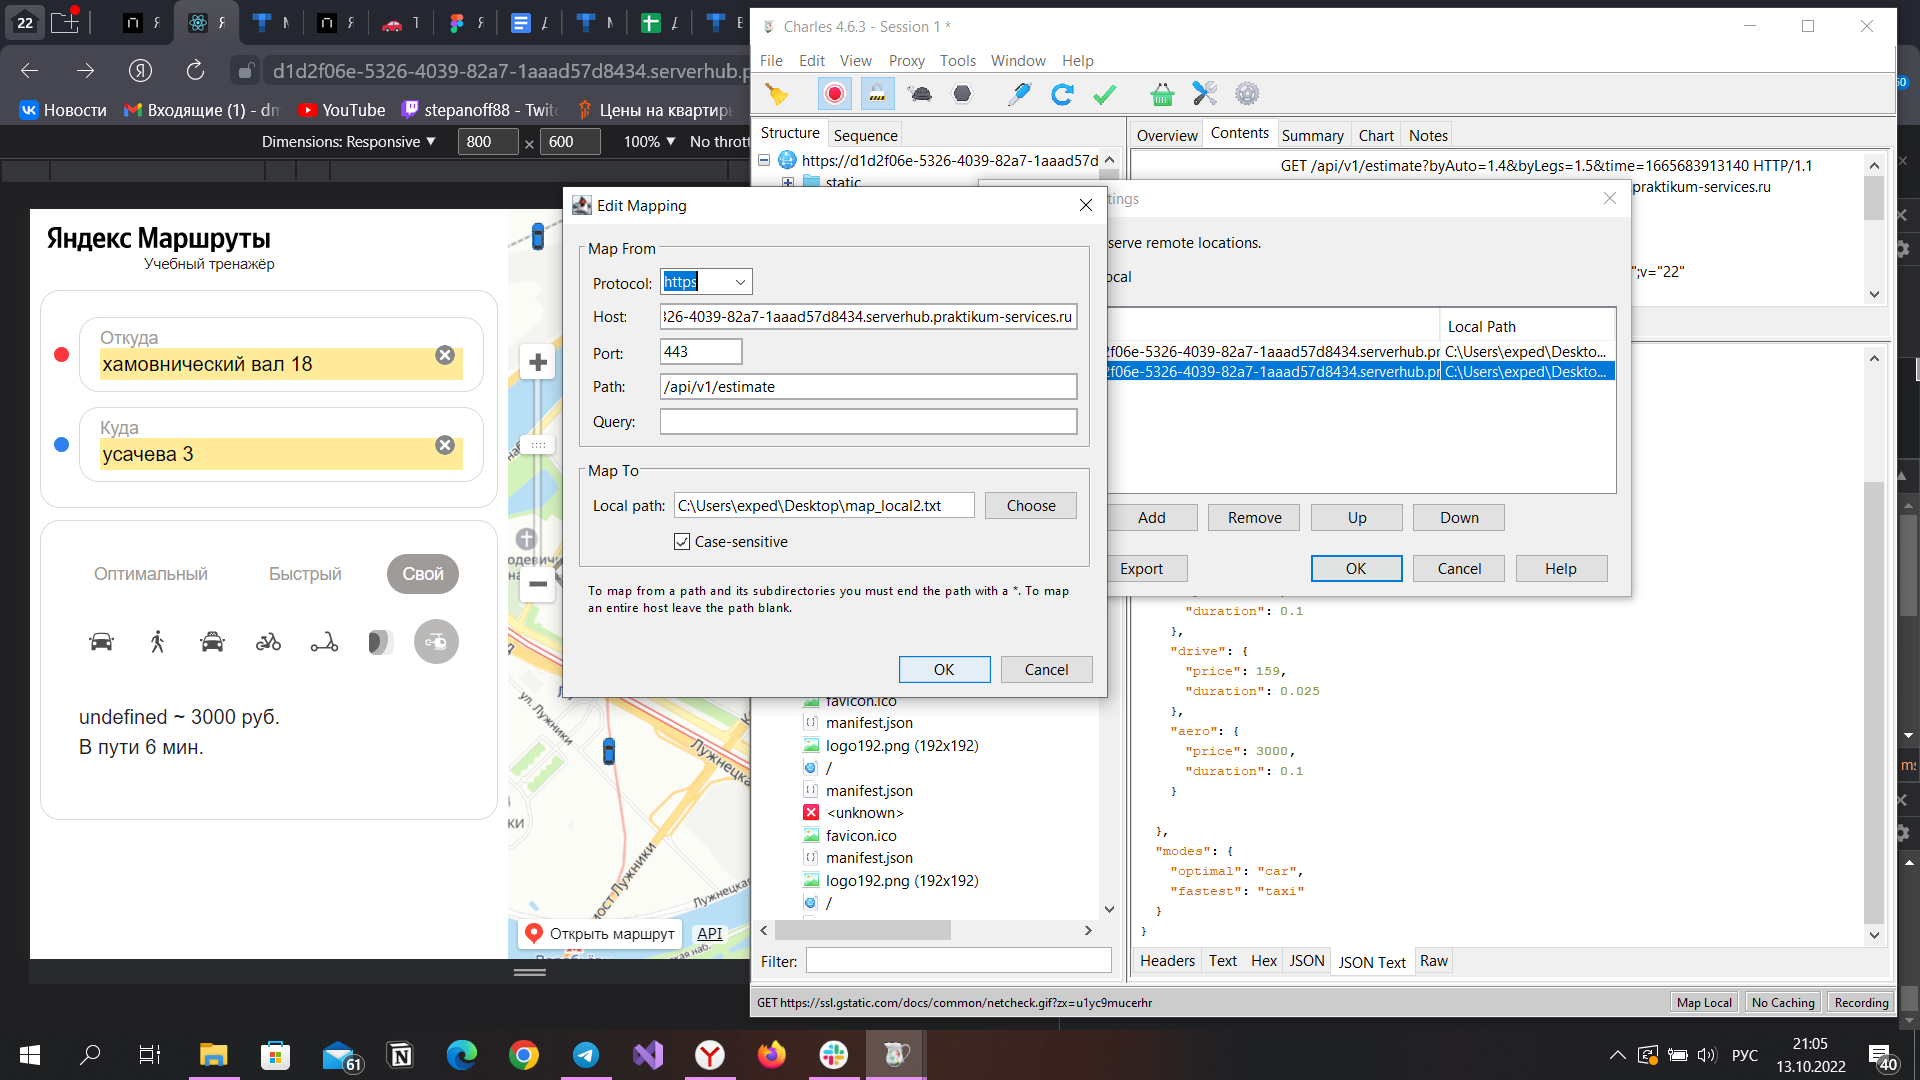 22
Я
Я
М
Я
Т
Я
Д
М
Д
Е
d1d2f06e-5326-4039-82a7-1aaad57d8434.serverhub.p
Новости
Входящие (1) - dm
YouTube
stepanoff88 - Twit
Цены на квартир
Dimensions: Responsive
800
×
600
100%
No thrott
Яндекс Маршруты
Учебный тренажёр
Откуда
хамовнический вал 18
Куда
усачева 3
Оптимальный
Быстрый
Свой
undefined ~ 3000 руб.
В пути 6 мин.
ул. Лужники
Лужнецка
Лужнецкая
мост Лужники
Открыть маршрут
API
Charles 4.6.3 - Session 1 *
File
Edit
View
Proxy
Tools
Window
Help
Structure
Sequence
https://d1d2f06e-5326-4039-82a7-1aaad57d
static
favicon.ico
manifest.json
logo192.png (192x192)
/
manifest.json
<unknown>
favicon.ico
manifest.json
logo192.png (192x192)
/
Filter:
Overview
Contents
Summary
Chart
Notes
GET /api/v1/estimate?byAuto=1.4&byLegs=1.5&time=1665683913140 HTTP/1.1
praktikum-services.ru
";v="22"
tings
serve remote locations.
ocal
Local Path
2f06e-5326-4039-82a7-1aaad57d8434.serverhub.pr
C:\Users\exped\Deskto...
2f06e-5326-4039-82a7-1aaad57d8434.serverhub.pr
C:\Users\exped\Deskto...
Add
Remove
Up
Down
Export
OK
Cancel
Help
Edit Mapping
Map From
Protocol:
https
Host:
326-4039-82a7-1aaad57d8434.serverhub.praktikum-services.ru
Port:
443
Path:
/api/v1/estimate
Query:
Map To
Local path:
C:\Users\exped\Desktop\map_local2.txt
Choose
Case-sensitive
To map from a path and its subdirectories you must end the path with a *. To map
an entire host leave the path blank.
OK
Cancel
"duration": 0.1
},
"drive": {
"price": 159,
"duration": 0.025
},
"aero": {
"price": 3000,
"duration": 0.1
}
},
"modes": {
"optimal": "car",
"fastest": "taxi"
}
}
Headers
Text
Hex
JSON
JSON Text
Raw
GET https://ssl.gstatic.com/docs/common/netcheck.gif?zx=u1yc9mucerhr
Map Local
No Caching
Recording
ms
61
РУС
21:05
13.10.2022
40